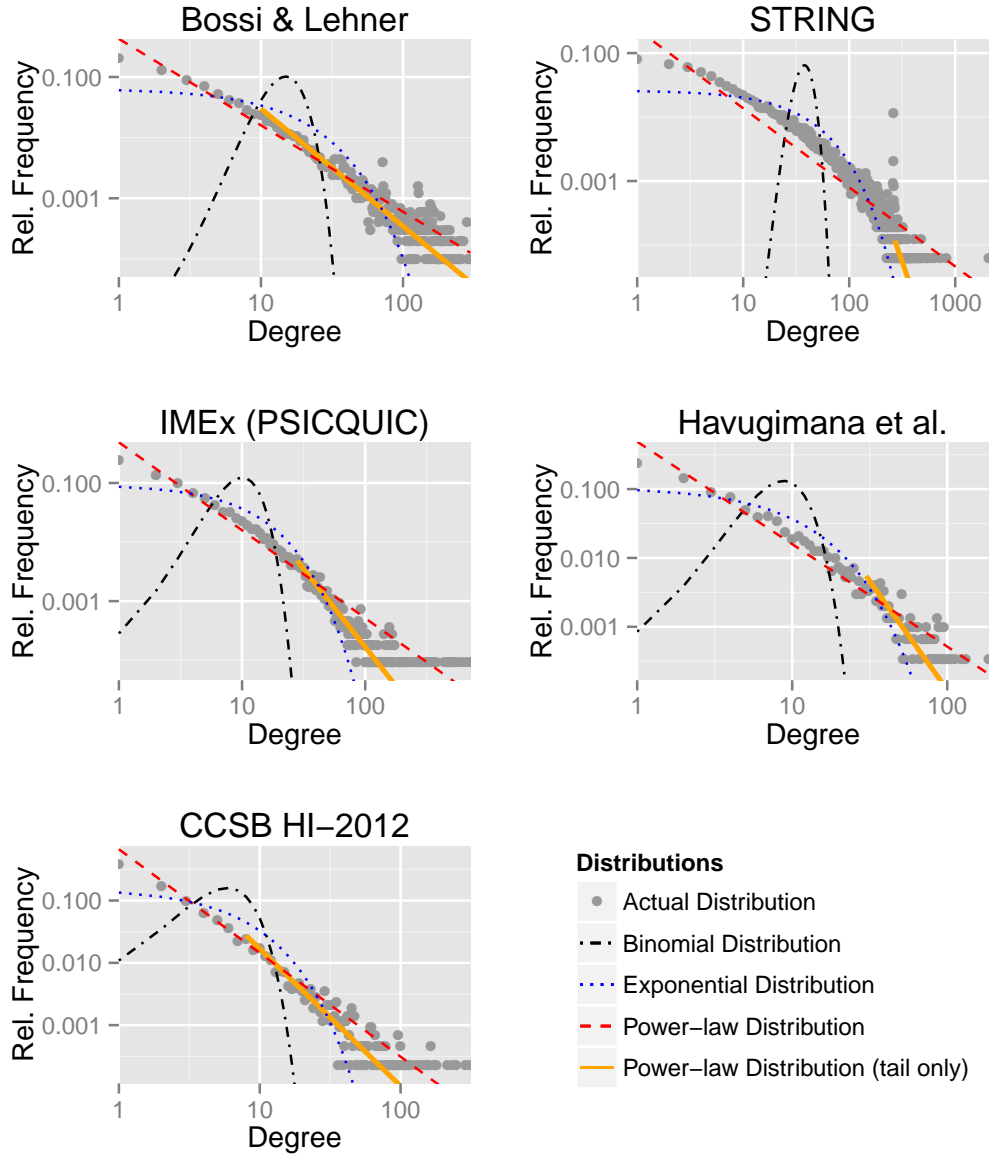 Bossi & Lehner
Rel. Frequency
0.100
0.001
1
10
100
Degree
STRING
Rel. Frequency
0.100
0.001
1
10
100
1000
Degree
IMEx (PSICQUIC)
Rel. Frequency
0.100
0.001
1
10
100
Degree
Havugimana et al.
Rel. Frequency
0.100
0.010
0.001
1
10
100
Degree
CCSB HI−2012
Rel. Frequency
0.100
0.010
0.001
1
10
100
Degree
Distributions
Actual Distribution
Binomial Distribution
Exponential Distribution
Power−law Distribution
Power−law Distribution (tail only)